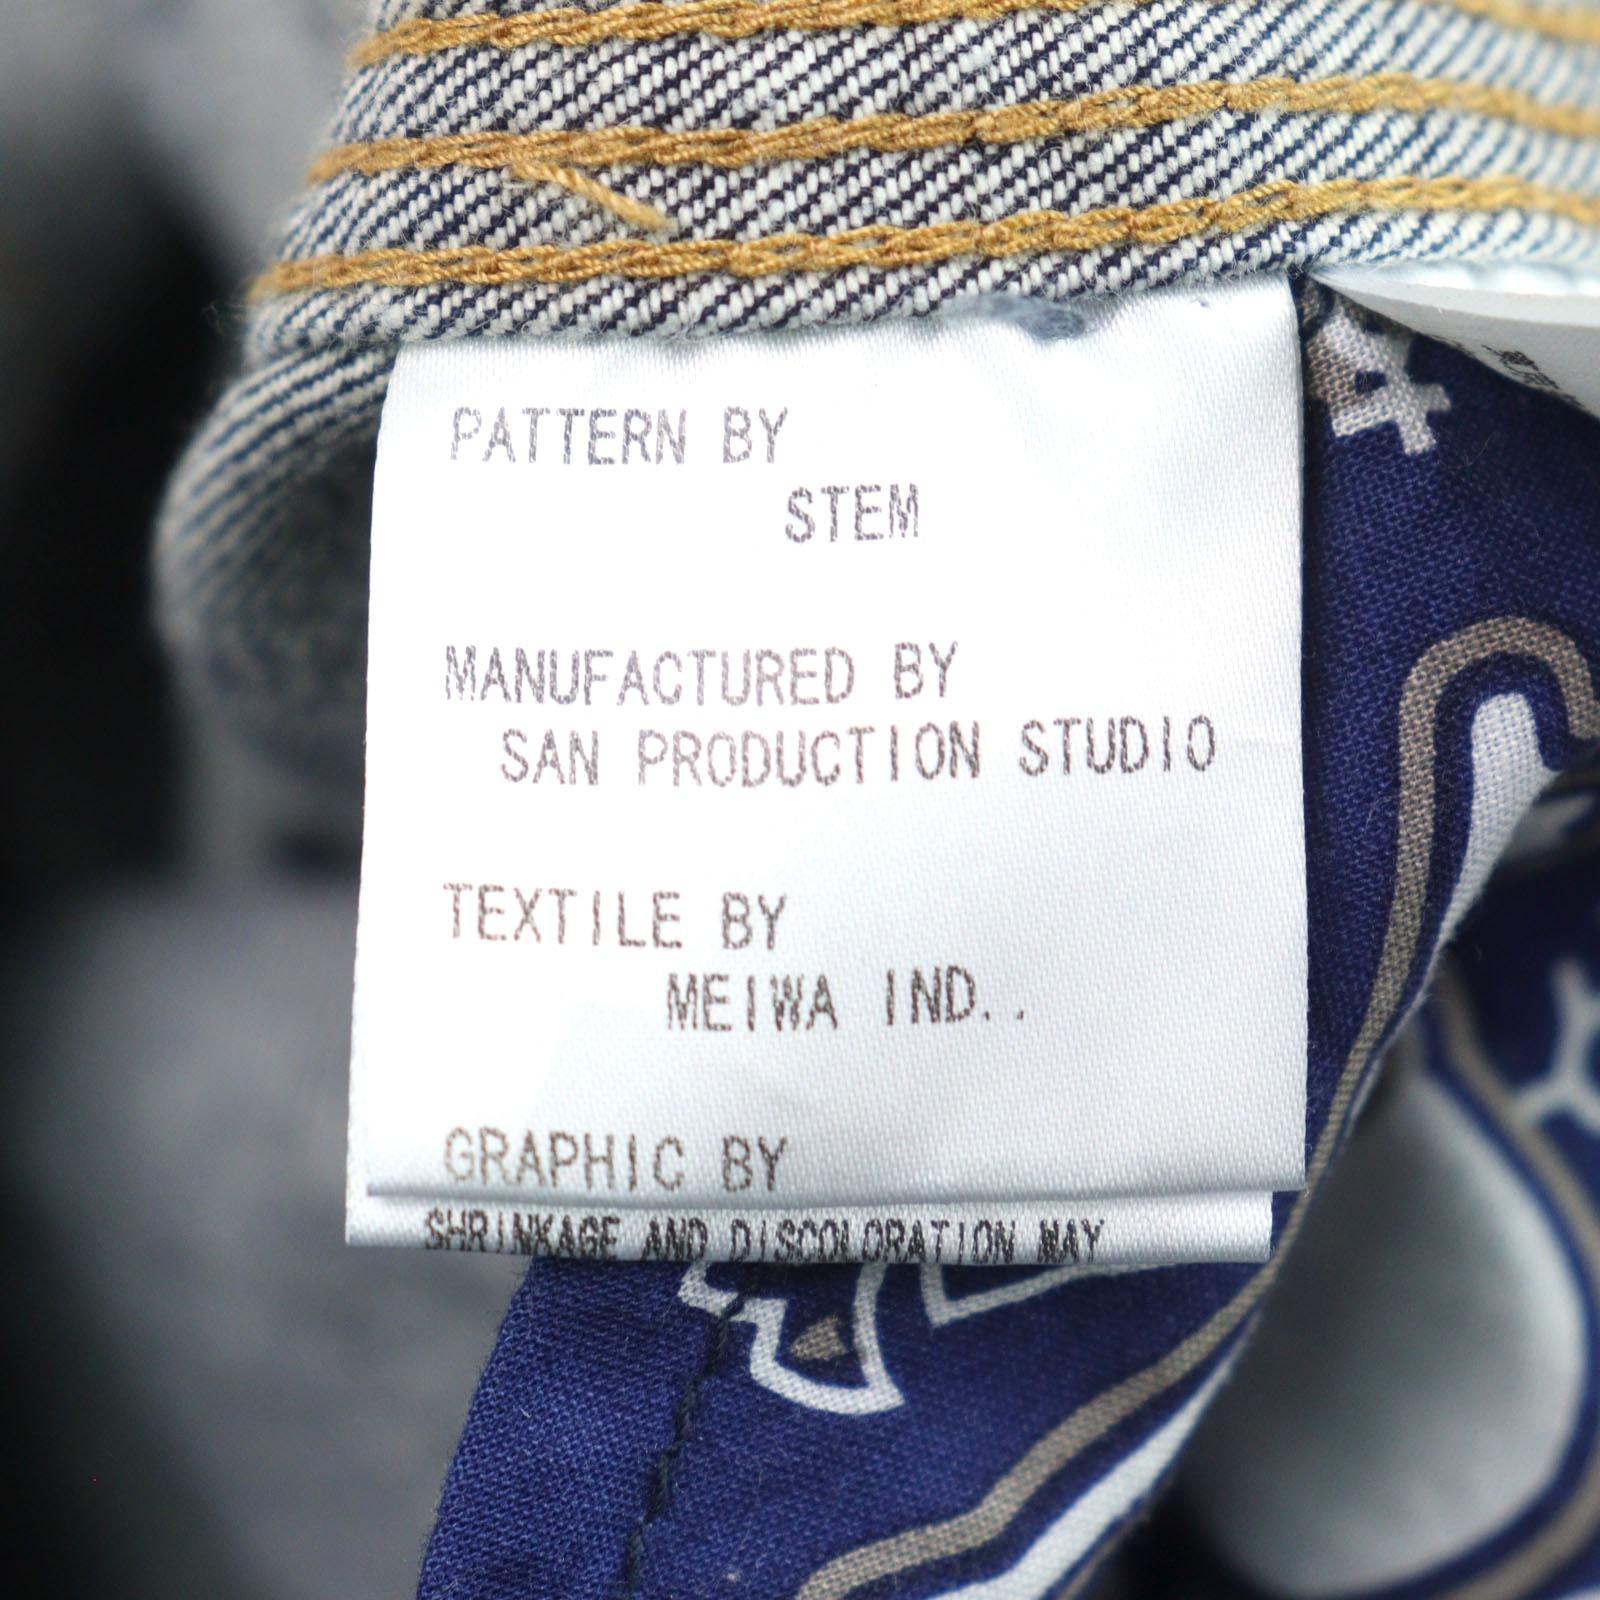 PATTERN BY
STEM
MANUFACTURED BY
SAN PRODUCTION STUDIO
TEXTILE BY
MEIWA IND..
GRAPHIC BY
SHRINKAGE AND DISCOLORATION MAY